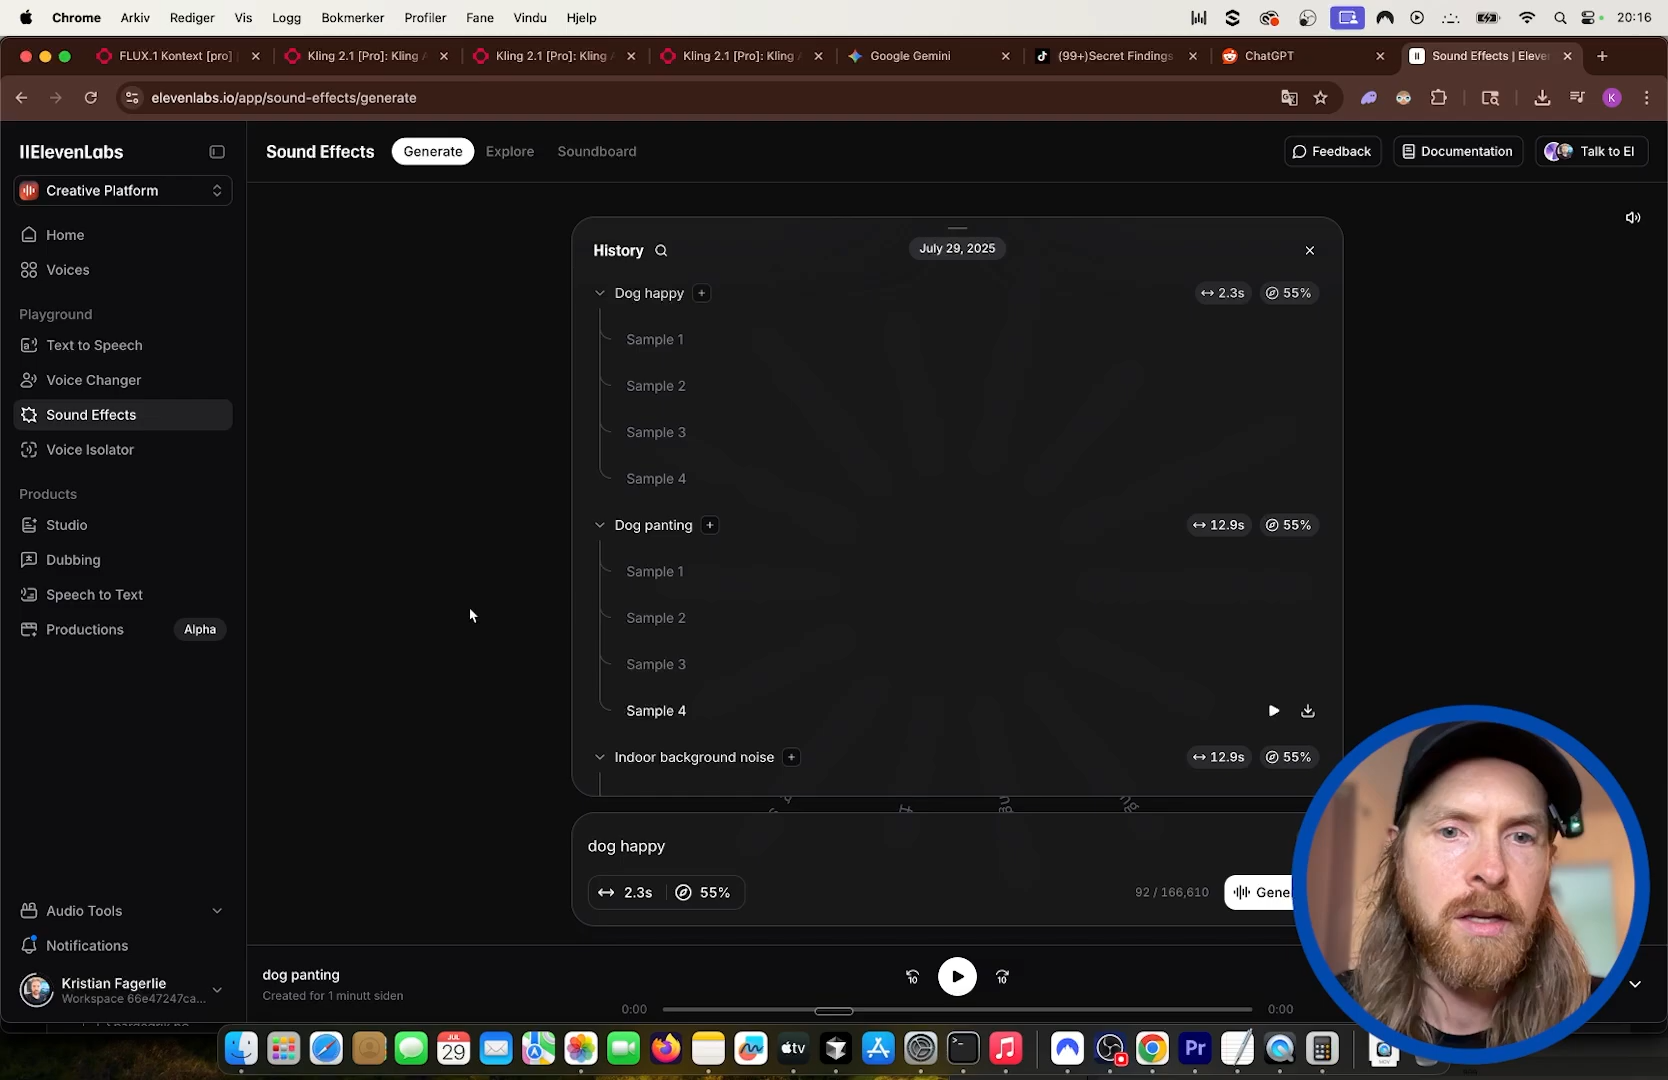 Chrome Arkiv Rediger Vis Logg Bokmerker Profiler Fane Vindu Hjelp 20:16
FLUX.1 Kontext [pro] Kling 2.1 [Pro]: Kling Kling 2.1 [Pro]: Kling Kling 2.1 [Pro]: Kling Google Gemini (99+)Secret Findings ChatGPT Sound Effects | Eleve
elevenlabs.io/app/sound-effects/generate K
IIElevenLabs
Sound Effects Generate Explore Soundboard Feedback Documentation Talk to El
Creative Platform
Home
Voices
Playground
Text to Speech
Voice Changer
Sound Effects
Voice Isolator
Products
Studio
Dubbing
Speech to Text
Productions Alpha
Audio Tools
Notifications
Kristian Fagerlie
Workspace 66e47247ca...
History July 29, 2025
Dog happy 2.3s 55%
Sample 1
Sample 2
Sample 3
Sample 4
Dog panting 12.9s 55%
Sample 1
Sample 2
Sample 3
Sample 4
Indoor background noise 12.9s 55%
dog happy
2.3s 55% 92 / 166,610 Gene
dog panting
Created for 1 minutt siden
10 10
0:00 0:00
JUL
29
tv
Pr